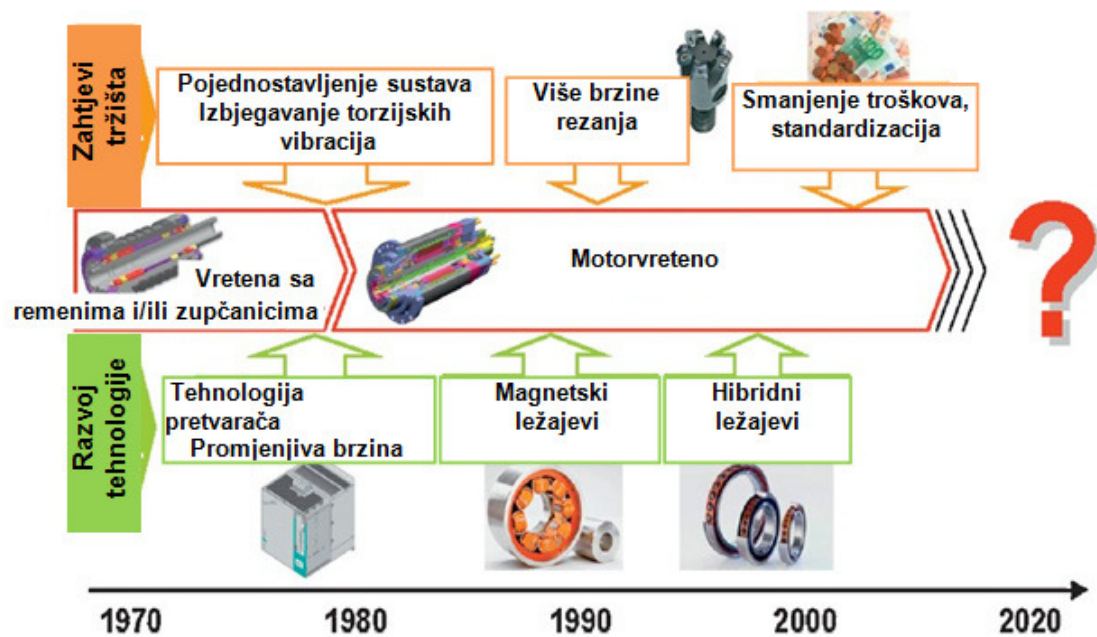 Zahtjevi
tržišta
Pojednostavljenje sustava
Izbjegavanje torzijskih
vibracija
Više brzine
rezanja
Smanjenje troškova,
standardizacija
Vretena sa
remenima i/ili zupčanicima
Motorvreteno
?
Razvoj
tehnologije
Tehnologija
pretvarača
Promjenjiva brzina
Magnetski
ležajevi
Hibridni
ležajevi
1970
1980
1990
2000
2020